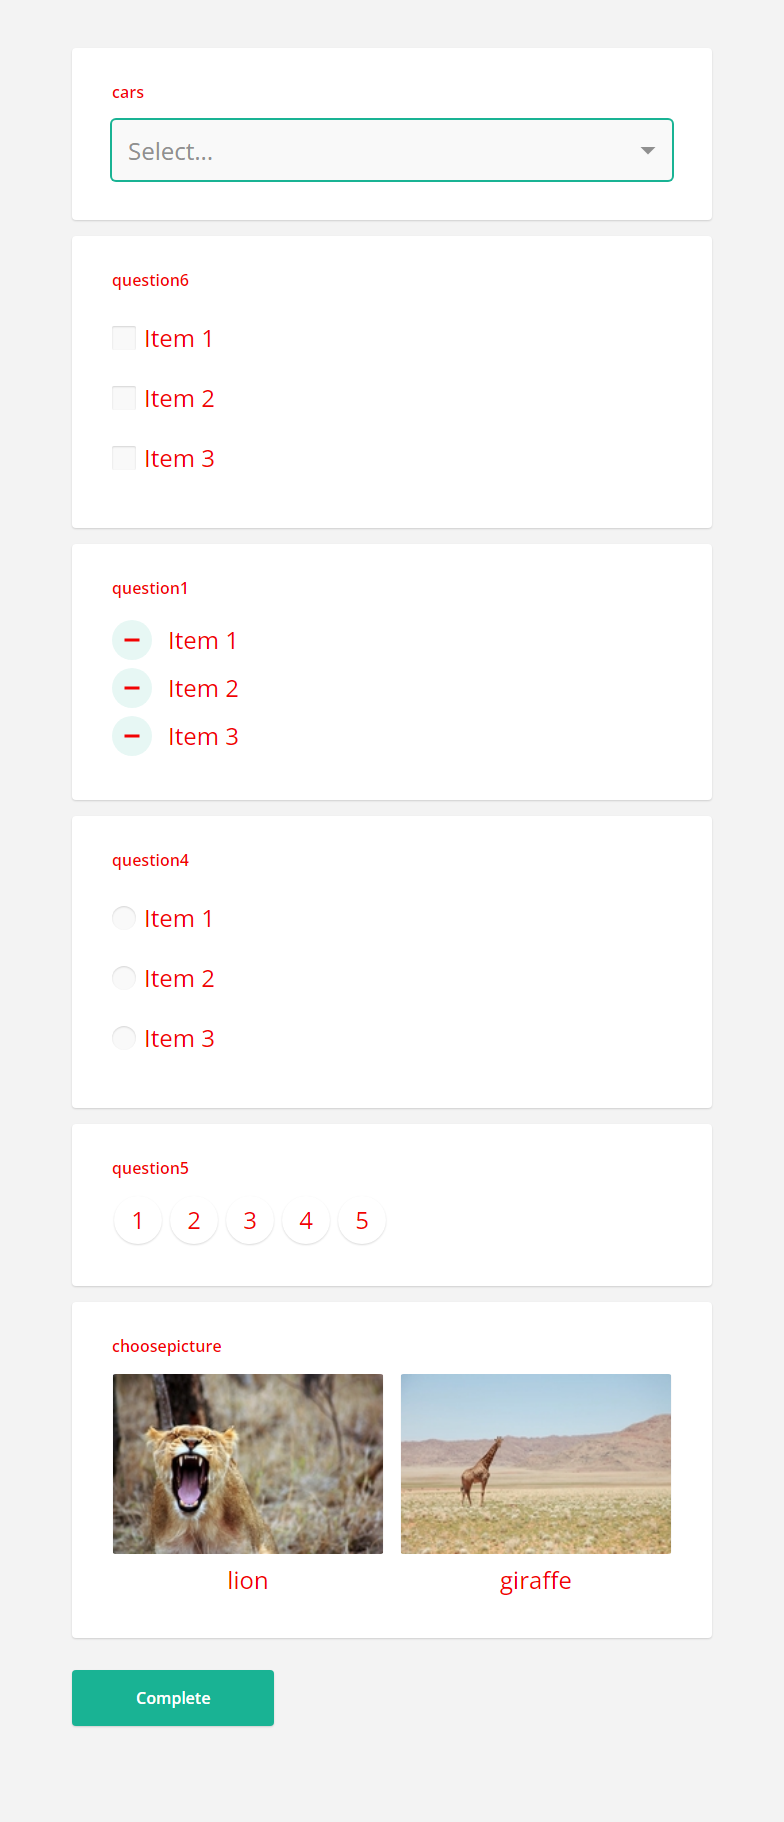 cars
Select...
question6
Item 1
Item 2
Item 3
question1
Item 1
Item 2
Item 3
question4
Item 1
Item 2
Item 3
question5
1 2 3 4 5
choosepicture
lion giraffe
Complete